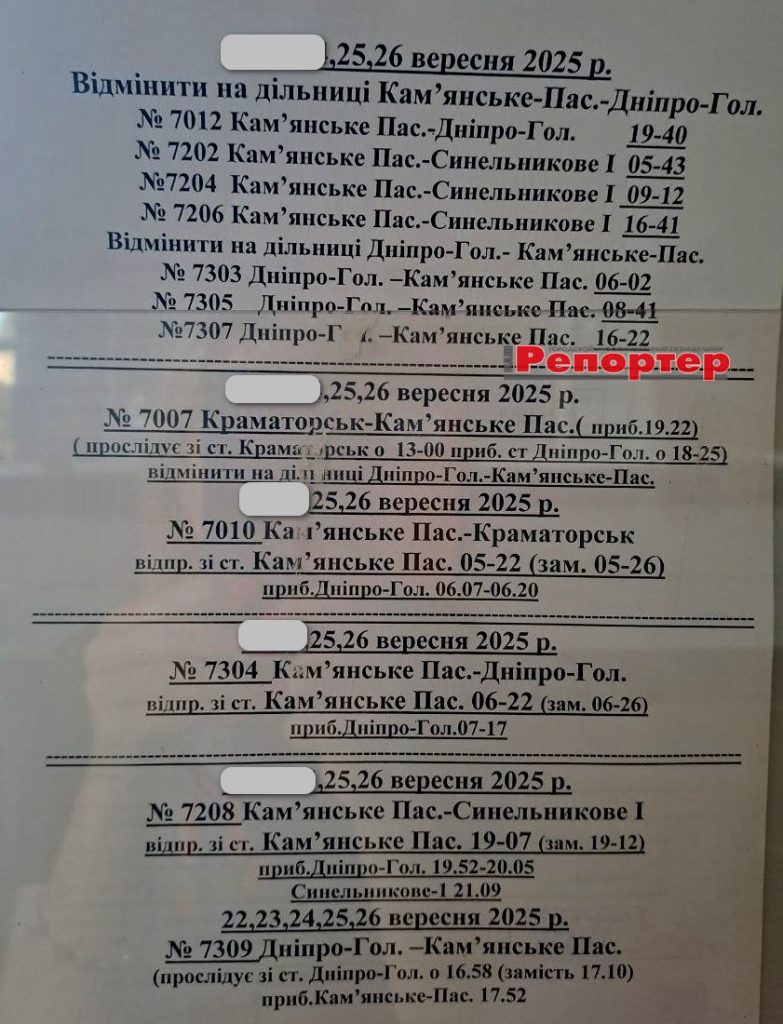 ,25,26 вересня 2025 р.
Відмінити на дільниці Кам’янське-Пас.-Дніпро-Гол.
№ 7012 Кам’янське Пас.-Дніпро-Гол. 19-40
№ 7202 Кам’янське Пас.-Синельникове І 05-43
№7204 Кам’янське Пас.-Синельникове І 09-12
№ 7206 Кам’янське Пас.-Синельникове І 16-41
Відмінити на дільниці Дніпро-Гол.- Кам’янське-Пас.
№ 7303 Дніпро-Гол. –Кам’янське Пас. 06-02
№ 7305 Дніпро-Гол. –Кам’янське Пас. 08-41
№7307 Дніпро-Г л. –Кам’янське Пас. 16-22
Репортер
,25,26 вересня 2025 р.
№ 7007 Краматорськ-Кам’янське Пас.( приб.19.22)
( прослідує зі ст. Краматорськ о 13-00 приб. ст Дніпро-Гол. о 18-25)
відмінити на дільниці Дніпро-Гол.-Кам’янське-Пас.
25,26 вересня 2025 р.
№ 7010 Кам’янське Пас.-Краматорськ
відпр. зі ст. Кам’янське Пас. 05-22 (зам. 05-26)
приб.Дніпро-Гол. 06.07-06.20
,25,26 вересня 2025 р.
№ 7304 Кам’янське Пас.-Дніпро-Гол.
відпр. зі ст. Кам’янське Пас. 06-22 (зам. 06-26)
приб.Дніпро-Гол.07-17
,25,26 вересня 2025 р.
№ 7208 Кам’янське Пас.-Синельникове І
відпр. зі ст. Кам’янське Пас. 19-07 (зам. 19-12)
приб.Дніпро-Гол. 19.52-20.05
Синельникове-1 21.09
22,23,24,25,26 вересня 2025 р.
№ 7309 Дніпро-Гол. –Кам’янське Пас.
(прослідує зі ст. Дніпро-Гол. о 16.58 (замість 17.10)
приб.Кам’янське-Пас. 17.52